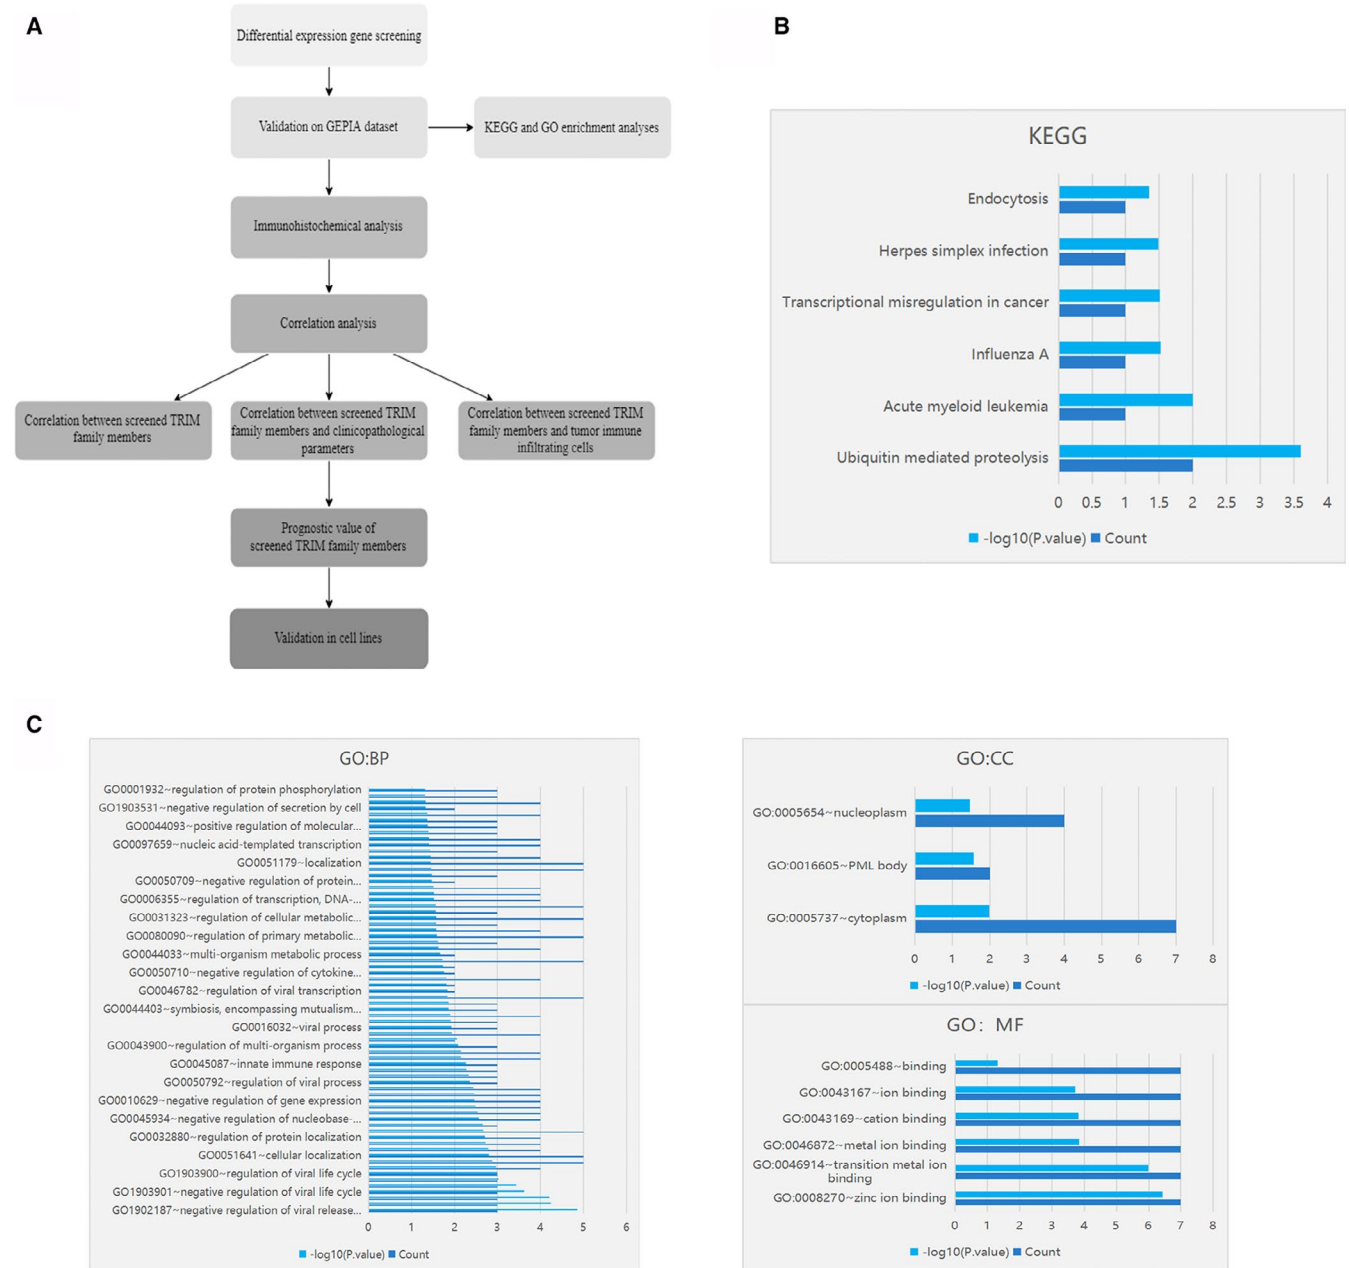 A
Differential expression gene screening
Validation on GEPIA dataset
KEGG and GO enrichment analyses
Immunohistochemical analysis
Correlation analysis
Correlation between screened TRIM
family members
Correlation between screened TRIM
family members and clinicopathological
parameters
Correlation between screened TRIM
family members and tumor immune
infiltrating cells
Prognostic value of
screened TRIM family members
Validation in cell lines
B
KEGG
Endocytosis
Herpes simplex infection
Transcriptional misregulation in cancer
Influenza A
Acute myeloid leukemia
Ubiquitin mediated proteolysis
0 0.5 1 1.5 2 2.5 3 3.5 4
-log10(P.value) Count
C
GO:BP
GO0001932~regulation of protein phosphorylation
GO1903531~negative regulation of secretion by cell
GO0044093~positive regulation of molecular...
GO0097659~nucleic acid-templated transcription
GO0051179~localization
GO0050709~negative regulation of protein...
GO0006355~regulation of transcription, DNA-...
GO0031323~regulation of cellular metabolic...
GO0080090~regulation of primary metabolic...
GO0044033~multi-organism metabolic process
GO0050710~negative regulation of cytokine...
GO0046782~regulation of viral transcription
GO0044403~symbiosis, encompassing mutualism...
GO0016032~viral process
GO0043900~regulation of multi-organism process
GO0045087~innate immune response
GO0050792~regulation of viral process
GO0010629~negative regulation of gene expression
GO0045934~negative regulation of nucleobase-...
GO0032880~regulation of protein localization
GO0051641~cellular localization
GO1903900~regulation of viral life cycle
GO1903901~negative regulation of viral life cycle
GO1902187~negative regulation of viral release...
0 1 2 3 4 5 6
-log10(P.value) Count
GO:CC
GO:0005654~nucleoplasm
GO:0016605~PML body
GO:0005737~cytoplasm
0 1 2 3 4 5 6 7 8
-log10(P.value) Count
GO: MF
GO:0005488~binding
GO:0043167~ion binding
GO:0043169~cation binding
GO:0046872~metal ion binding
GO:0046914~transition metal ion
binding
GO:0008270~zinc ion binding
0 1 2 3 4 5 6 7 8
-log10(P.value) Count